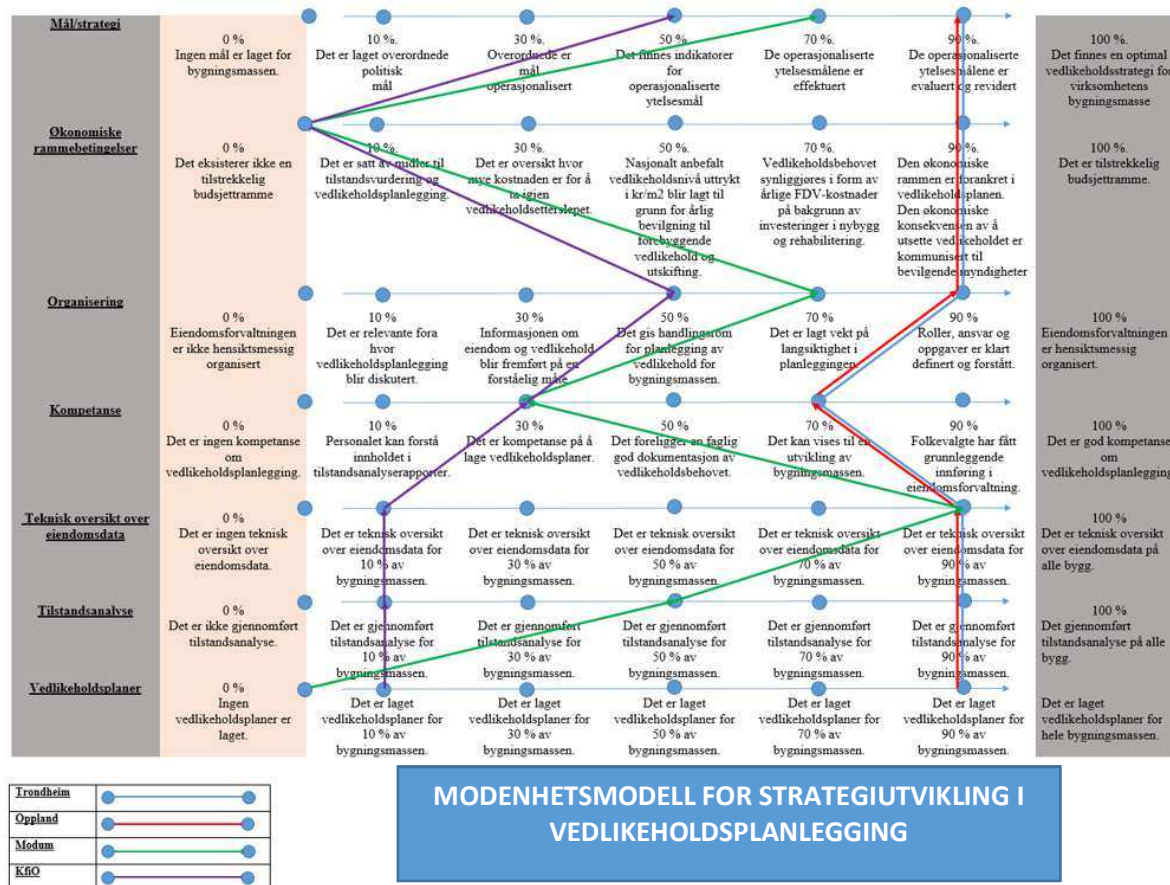 Mål/strategi
0 %
Ingen mål er laget for
bygningsmassen.
10 %.
Det er laget overordnede
politisk
mål
30 %.
Overordnede er
mål
operasjonalisert
50 %.
Det finnes indikatorer
for
operasjonaliserte
ytelsesmål
70 %.
De operasjonaliserte
ytelsesmålene er
effektuert
90 %.
De operasjonaliserte
ytelsesmålene er
evaluert og revidert
100 %.
Det finnes en optimal
vedlikeholdsstrategi for
virksomhetens
bygningsmasse
Økonomiske
rammebetingelser
0 %
Det eksisterer ikke en
tilstrekkelig
budsjettramme
10 %.
Det er satt av midler til
tilstandsvurdering og
vedlikeholdsplanlegging.
30 %.
Det er oversikt hvor
mye kostnaden er for å
ta igjen
vedlikeholdsetterslepet.
50 %.
Nasjonalt anbefalt
vedlikeholdsnivå uttrykt
i kr/m2 blir lagt til
grunn for årlig
bevilgning til
forebyggende
vedlikehold og
utskifting.
70 %.
Vedlikeholdsbehovet
synliggjøres i form av
årlige FDV-kostnader
på bakgrunn av
investeringer i nybygg
og rehabilitering.
90 %.
Den økonomiske
rammen er forankret i
vedlikeholdsplanen.
Den økonomiske
konsekvensen av å
utsette vedlikeholdet er
kommunisert til
bevilgende myndigheter
100 %.
Det er tilstrekkelig
budsjettramme.
Organisering
0 %
Eiendomsforvaltningen
er ikke hensiktsmessig
organisert
10 %
Det er relevante fora
hvor
vedlikeholdsplanlegging
blir diskutert.
30 %
Informasjonen om
eiendom og vedlikehold
blir fremført på en
forståelig måte
50 %
Det gis handlingsrom
for planlegging av
vedlikehold for
bygningsmassen.
70 %
Det er lagt vekt på
langsiktighet i
planleggingen.
90 %
Roller, ansvar og
oppgaver er klart
definert og forstått.
100 %
Eiendomsforvaltningen
er hensiktsmessig
organisert.
Kompetanse
0 %
Det er ingen kompetanse
om
vedlikeholdsplanlegging.
10 %
Personalet kan forstå
innholdet i
tilstandsanalyserapporter.
30 %
Det er kompetanse på å
lage vedlikeholdsplaner.
50 %
Det foreligger en faglig
god dokumentasjon av
vedlikeholdsbehovet.
70 %
Det kan vises til en
utvikling av
bygningsmassen.
90 %
Folkevalgte har fått
grunnleggende
innføring i
eiendomsforvaltning.
100 %
Det er god kompetanse
om
vedlikeholdsplanlegging
Teknisk oversikt over
eiendomsdata
0 %
Det er ingen teknisk
oversikt over
eiendomsdata.
Det er teknisk oversikt
over eiendomsdata for
10 % av
bygningsmassen.
Det er teknisk oversikt
over eiendomsdata for
30 % av
bygningsmassen.
Det er teknisk oversikt
over eiendomsdata for
50 % av
bygningsmassen.
Det er teknisk oversikt
over eiendomsdata for
70 % av
bygningsmassen.
Det er teknisk oversikt
over eiendomsdata for
90 % av
bygningsmassen.
100 %
Det er teknisk oversikt
over eiendomsdata på
alle bygg.
Tilstandsanalyse
0 %
Det er ikke gjennomført
tilstandsanalyse.
Det er gjennomført
tilstandsanalyse for
10 % av
bygningsmassen.
Det er gjennomført
tilstandsanalyse for
30 % av
bygningsmassen.
Det er gjennomført
tilstandsanalyse for
50 % av
bygningsmassen.
Det er gjennomført
tilstandsanalyse for
70 % av
bygningsmassen.
Det er gjennomført
tilstandsanalyse for
90 % av
bygningsmassen.
100 %
Det gjennomført
tilstandsanalyse på alle
bygg.
Vedlikeholdsplaner
0 %
Ingen
vedlikeholdsplaner er
laget.
Det er laget
vedlikeholdsplaner for
10 % av
bygningsmassen.
Det er laget
vedlikeholdsplaner for
30 % av
bygningsmassen.
Det er laget
vedlikeholdsplaner for
50 % av
bygningsmassen.
Det er laget
vedlikeholdsplaner for
70 % av
bygningsmassen.
Det er laget
vedlikeholdsplaner for
90 % av
bygningsmassen.
Det er laget
vedlikeholdsplaner for
hele bygningsmassen.
Trondheim
Oppland
Modum
KfiO
MODENHETSMODELL FOR STRATEGIUTVIKLING I
VEDLIKEHOLDSPLANLEGGING